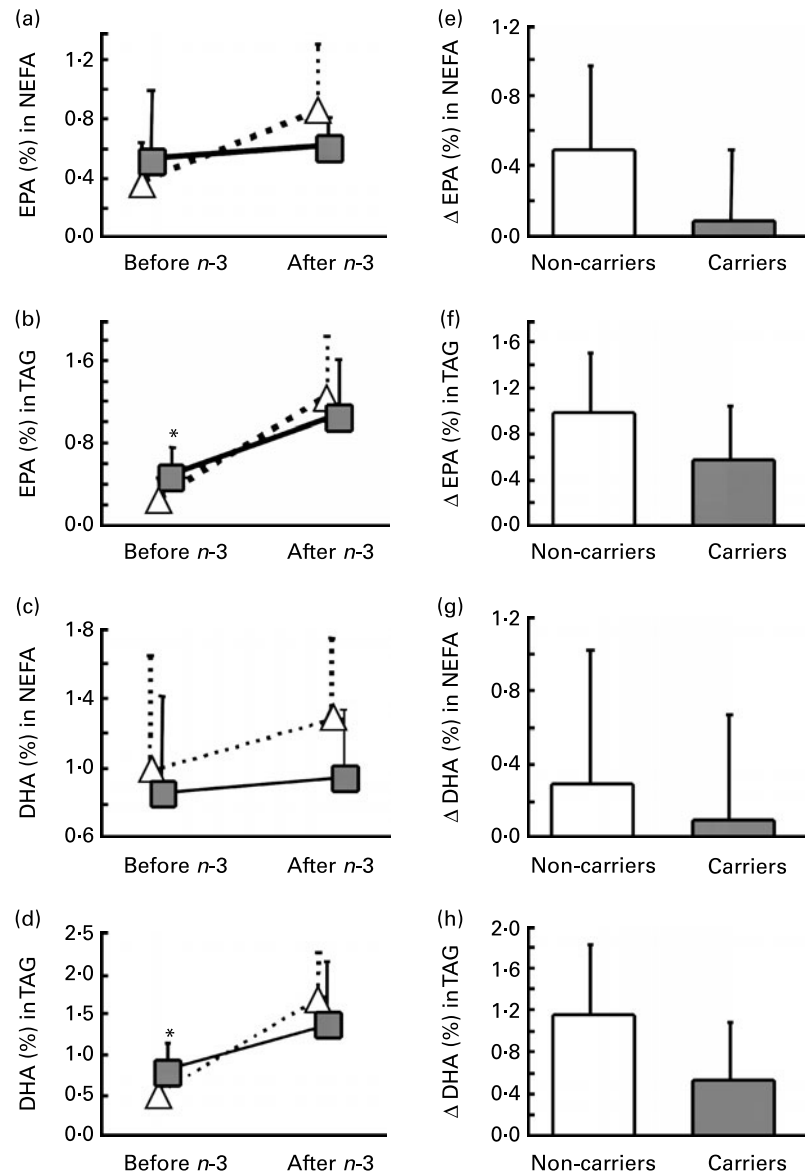 (a)
1·2
0·8
0·4
0·0
EPA (%) in NEFA
Before n-3 After n-3
(e)
1·2
0·8
0·4
0·0
Δ EPA (%) in NEFA
Non-carriers Carriers
(b)
1·6
0·8
0·0
EPA (%) in TAG
*
Before n-3 After n-3
(f)
1·6
1·2
0·8
0·4
0·0
Δ EPA (%) in TAG
Non-carriers Carriers
(c)
1·8
1·4
1·0
0·6
DHA (%) in NEFA
Before n-3 After n-3
(g)
1·2
0·8
0·4
0·0
Δ DHA (%) in NEFA
Non-carriers Carriers
(d)
2·5
2·0
1·5
1·0
0·5
0·0
DHA (%) in TAG
*
Before n-3 After n-3
(h)
2·0
1·6
1·2
0·8
0·4
0·0
Δ DHA (%) in TAG
Non-carriers Carriers